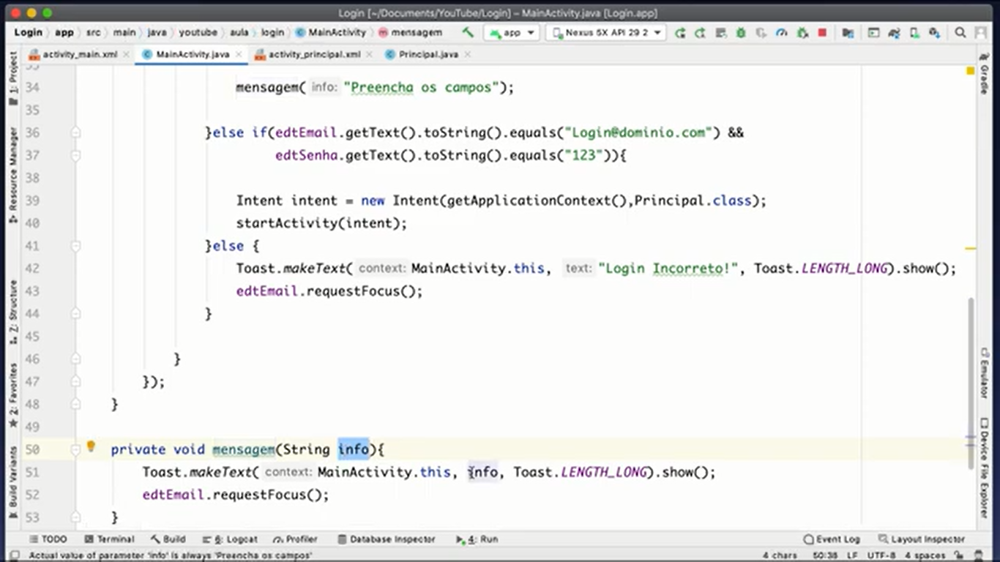 Login [~/Documents/YouTube/Login] – MainActivity.java [Login.app]
Login app src main java youtube aula login MainActivity mensagem app Nexus 5X API 29 2
activity_main.xml MainActivity.java activity_principal.xml Principal.java
1: Project
Resource Manager
Z: Structure
2: Favorites
Build Variants
33
34 mensagem( info: "Preencha os campos");
35
36 }else if(edtEmail.getText().toString().equals("Login@dominio.com") &&
37 edtSenha.getText().toString().equals("123")){
38
39 Intent intent = new Intent(getApplicationContext(),Principal.class);
40 startActivity(intent);
41 }else {
42 Toast.makeText( context: MainActivity.this, text: "Login Incorreto!", Toast.LENGTH_LONG).show();
43 edtEmail.requestFocus();
44 }
45
46 }
47 });
48 }
49
50 private void mensagem(String info){
51 Toast.makeText( context: MainActivity.this, info, Toast.LENGTH_LONG).show();
52 edtEmail.requestFocus();
53 }
Gradle
Emulator
Device File Explorer
TODO Terminal Build 6: Logcat Profiler Database Inspector 4: Run Event Log Layout Inspector
Actual value of parameter 'info' is always 'Preencha os campos' 4 chars 50:38 LF UTF-8 4 spaces